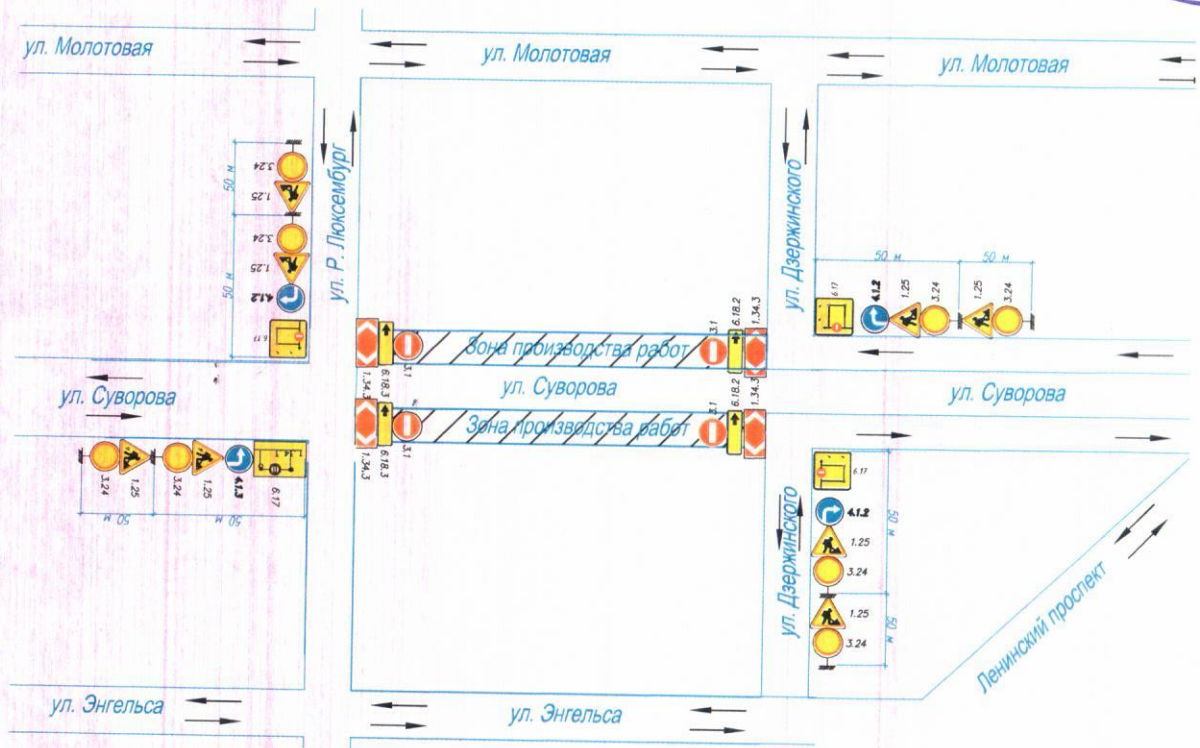 ул. Молотовая
ул. Молотовая
ул. Молотовая
ул. Р. Люксембург
ул. Дзержинского
50 м
3.24
1.25
50 м
3.24
1.25
4.1.2
6.17
50 м
50 м
6.17
4.1.2
1.25
3.24
1.25
3.24
3.1
6.18.2
1.34.3
Зона производства работ
1.34.3
6.18.3
3.1
ул. Суворова
ул. Суворова
ул. Суворова
3.1
6.18.2
1.34.3
Зона производства работ
1.34.3
6.18.3
3.1
3.24
1.25
3.24
1.25
4.1.3
6.17
50 м
50 м
ул. Дзержинского
6.17
4.1.2
1.25
3.24
50 м
1.25
3.24
50 м
Ленинский проспект
ул. Энгельса
ул. Энгельса